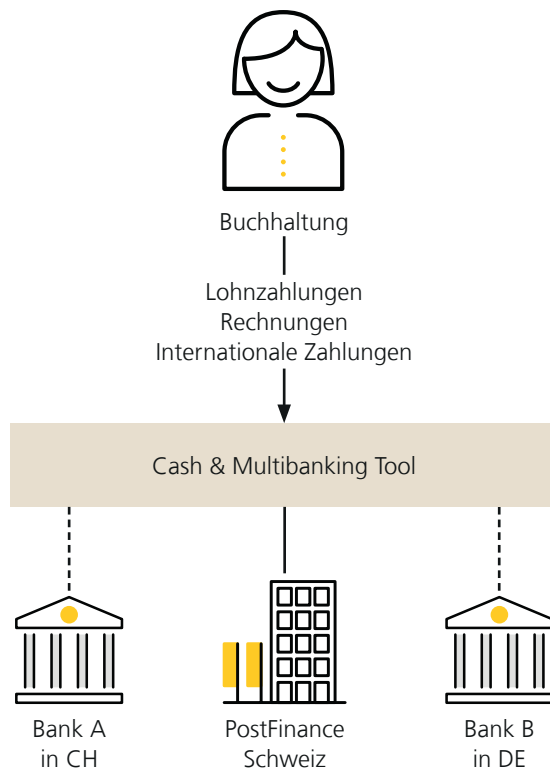 Buchhaltung
Lohnzahlungen
Rechnungen
Internationale Zahlungen
Cash & Multibanking Tool
Bank A
in CH
PostFinance
Schweiz
Bank B
in DE